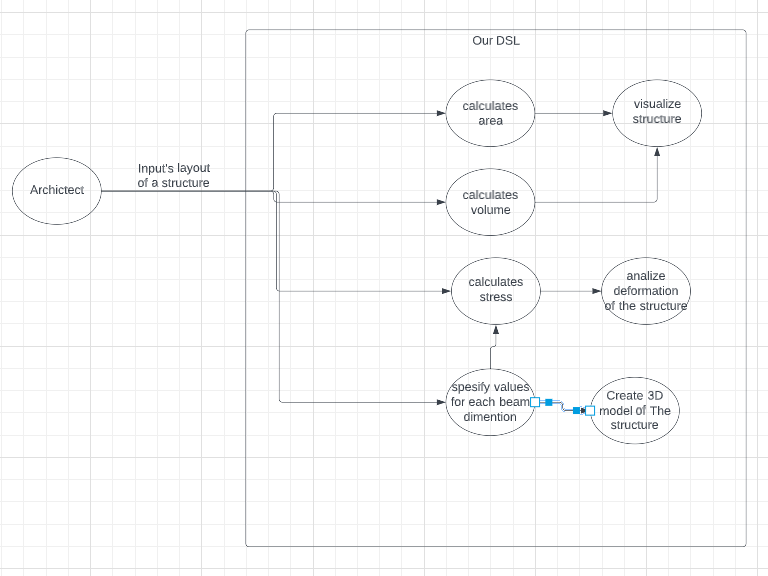 Our DSL
calculates
area
visualize
structure
Input's layout
of a structure
Archictect
calculates
volume
calculates
stress
analize
deformation
of the structure
spesify values
for each beam
dimention
Create 3D
model of The
structure